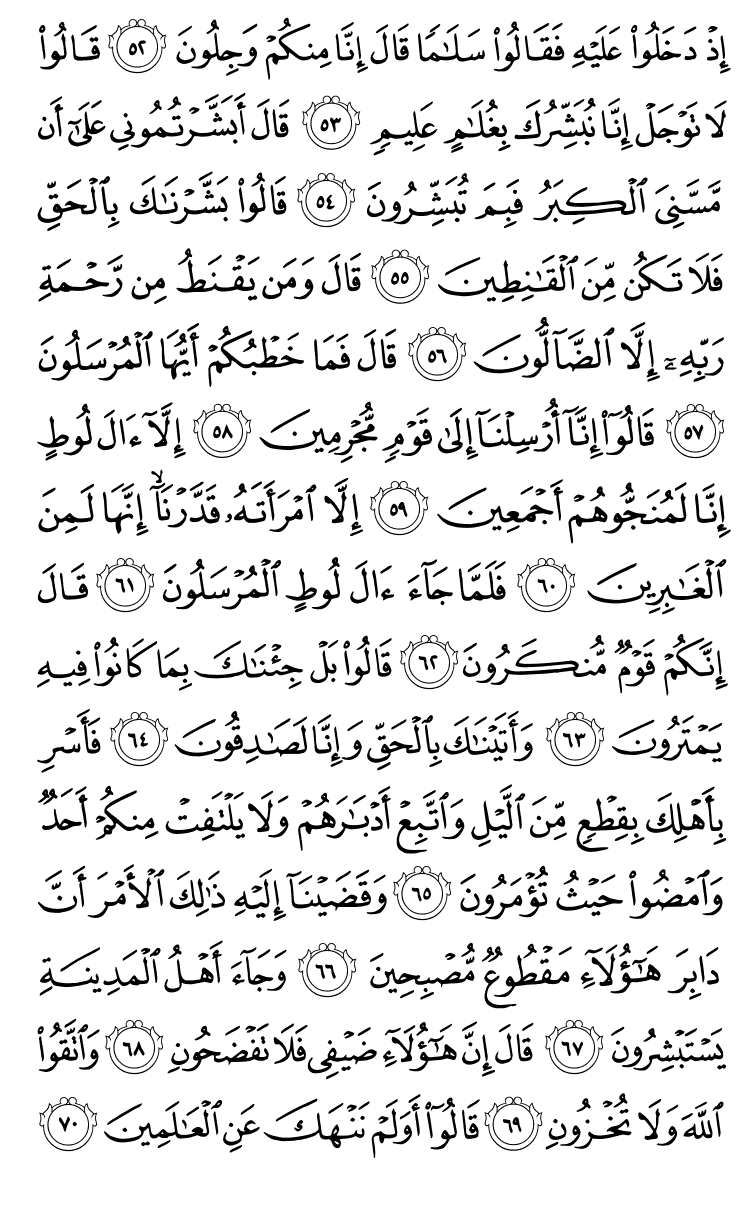 إِذْ دَخَلُوا۟ عَلَيْهِ فَقَالُوا۟ سَلَـٰمًا قَالَ إِنَّا مِنكُمْ وَجِلُونَ ٥٢ قَالُوا۟
لَا تَوْجَلْ إِنَّا نُبَشِّرُكَ بِغُلَـٰمٍ عَلِيمٍ ٥٣ قَالَ أَبَشَّرْتُمُونِى عَلَىٰٓ أَن
مَّسَّنِىَ ٱلْكِبَرُ فَبِمَ تُبَشِّرُونَ ٥٤ قَالُوا۟ بَشَّرْنَـٰكَ بِٱلْحَقِّ
فَلَا تَكُن مِّنَ ٱلْقَـٰنِطِينَ ٥٥ قَالَ وَمَن يَقْنَطُ مِن رَّحْمَةِ
رَبِّهِۦٓ إِلَّا ٱلضَّآلُّونَ ٥٦ قَالَ فَمَا خَطْبُكُمْ أَيُّهَا ٱلْمُرْسَلُونَ
٥٧ قَالُوٓا۟ إِنَّآ أُرْسِلْنَآ إِلَىٰ قَوْمٍ مُّجْرِمِينَ ٥٨ إِلَّآ ءَالَ لُوطٍ
إِنَّا لَمُنَجُّوهُمْ أَجْمَعِينَ ٥٩ إِلَّا ٱمْرَأَتَهُۥ قَدَّرْنَآ ۙ إِنَّهَا لَمِنَ
ٱلْغَـٰبِرِينَ ٦٠ فَلَمَّا جَآءَ ءَالَ لُوطٍ ٱلْمُرْسَلُونَ ٦١ قَالَ
إِنَّكُمْ قَوْمٌ مُّنكَرُونَ ٦٢ قَالُوا۟ بَلْ جِئْنَـٰكَ بِمَا كَانُوا۟ فِيهِ
يَمْتَرُونَ ٦٣ وَأَتَيْنَـٰكَ بِٱلْحَقِّ وَإِنَّا لَصَـٰدِقُونَ ٦٤ فَأَسْرِ
بِأَهْلِكَ بِقِطْعٍ مِّنَ ٱلَّيْلِ وَٱتَّبِعْ أَدْبَـٰرَهُمْ وَلَا يَلْتَفِتْ مِنكُمْ أَحَدٌ
وَٱمْضُوا۟ حَيْثُ تُؤْمَرُونَ ٦٥ وَقَضَيْنَآ إِلَيْهِ ذَٰلِكَ ٱلْأَمْرَ أَنَّ
دَابِرَ هَـٰٓؤُلَآءِ مَقْطُوعٌ مُّصْبِحِينَ ٦٦ وَجَآءَ أَهْلُ ٱلْمَدِينَةِ
يَسْتَبْشِرُونَ ٦٧ قَالَ إِنَّ هَـٰٓؤُلَآءِ ضَيْفِى فَلَا تَفْضَحُونِ ٦٨ وَٱتَّقُوا۟
ٱللَّهَ وَلَا تُخْزُونِ ٦٩ قَالُوٓا۟ أَوَلَمْ نَنْهَكَ عَنِ ٱلْعَـٰلَمِينَ ٧٠